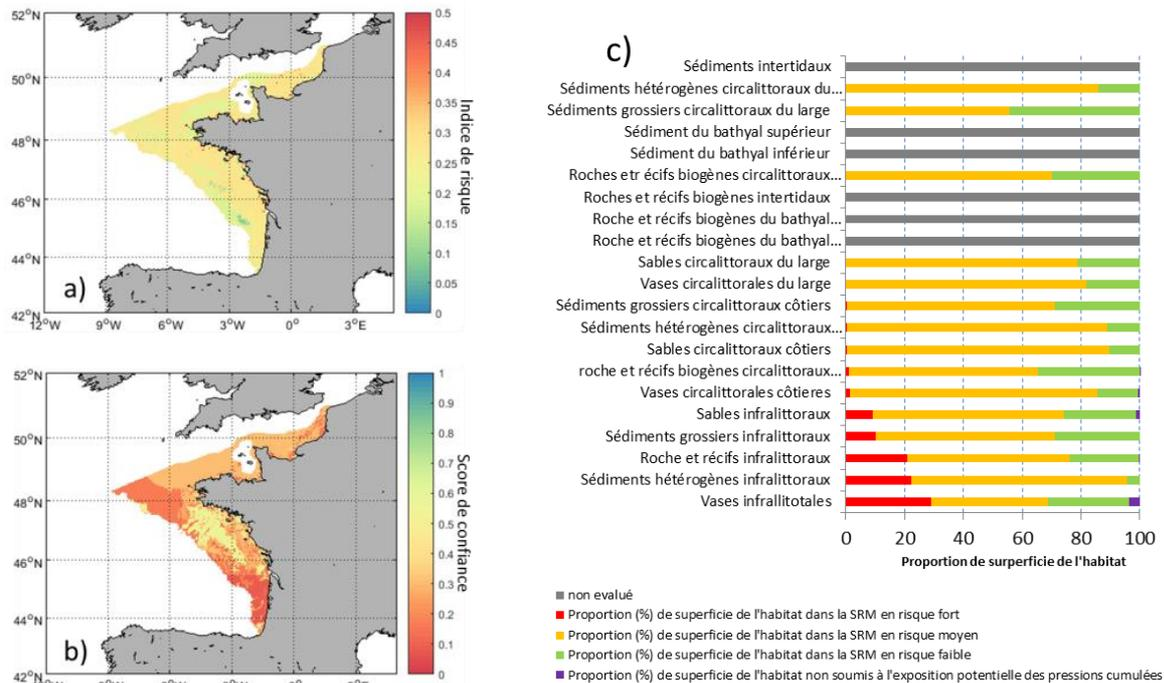 52°N
50°N
48°N
46°N
44°N
42°N
12°W 9°W 6°W 3°W 0° 3°E
a)
0.5
0.45
0.4
0.35
0.3
0.25
0.2
0.15
0.1
0.05
0
Indice de risque
52°N
50°N
48°N
46°N
44°N
42°N
b)
1
0.9
0.8
0.7
0.6
0.5
0.4
0.3
0.2
0.1
0
Score de confiance
c)
Sédiments intertidaux
Sédiments hétérogènes circalittoraux du...
Sédiments grossiers circalittoraux du large
Sédiment du bathyal supérieur
Sédiment du bathyal inférieur
Roches etr écifs biogènes circalittoraux...
Roches et récifs biogènes intertidaux
Roche et récifs biogènes du bathyal...
Roche et récifs biogènes du bathyal...
Sables circalittoraux du large
Vases circalittorales du large
Sédiments grossiers circalittoraux côtiers
Sédiments hétérogènes circalittoraux...
Sables circalittoraux côtiers
roche et récifs biogènes circalittoraux...
Vases circalittorales côtières
Sables infralittoraux
Sédiments grossiers infralittoraux
Roche et récifs infralittoraux
Sédiments hétérogènes infralittoraux
Vases infrallitotales
0 20 40 60 80 100
Proportion de surperficie de l'habitat
non evalué
Proportion (%) de superficie de l'habitat dans la SRM en risque fort
Proportion (%) de superficie de l'habitat dans la SRM en risque moyen
Proportion (%) de superficie de l'habitat dans la SRM en risque faible
Proportion (%) de superficie de l'habitat non soumis à l'exposition potentielle des pressions cumulées